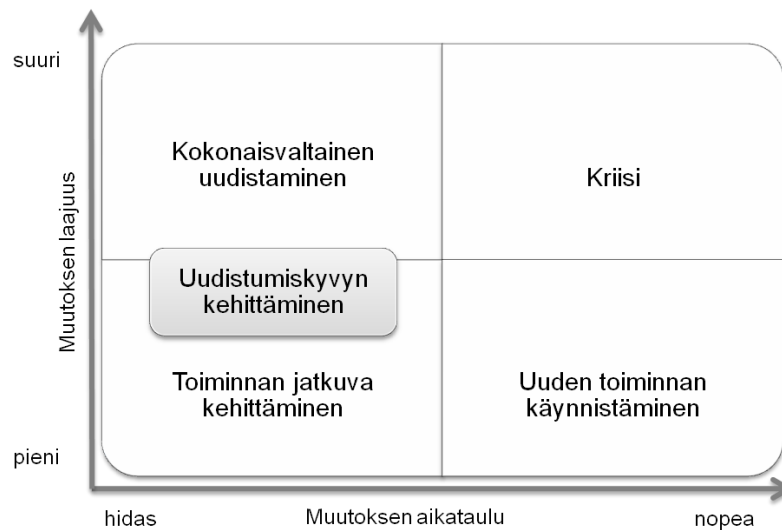 suuri
Kokonaisvaltainen
uudistaminen
Kriisi
Muutoksen laajuus
Uudistumiskyvyn
kehittäminen
Toiminnan jatkuva
kehittäminen
Uuden toiminnan
käynnistäminen
pieni
hidas
Muutoksen aikataulu
nopea